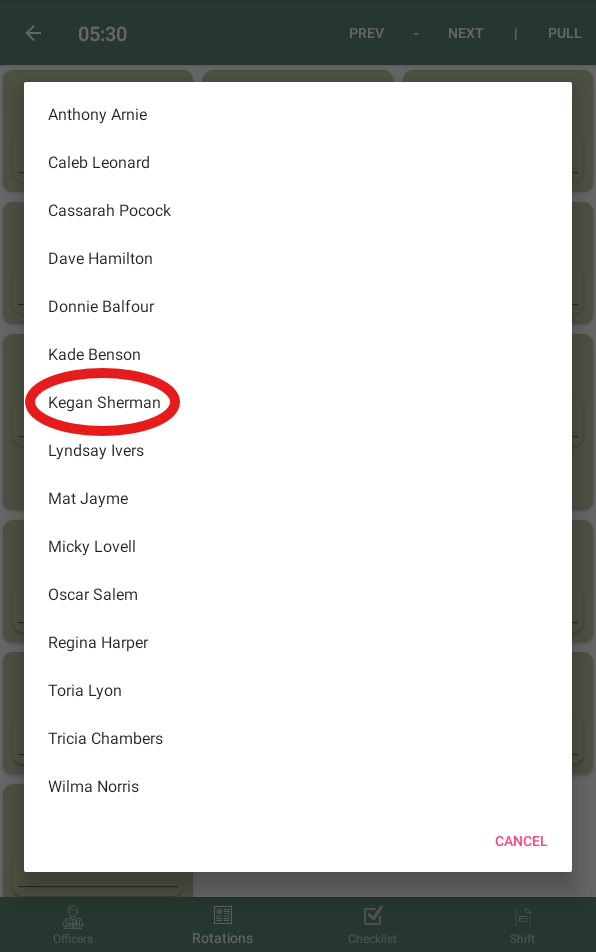 05:30 PREV - NEXT | PULL
Anthony Arnie
Caleb Leonard
Cassarah Pocock
Dave Hamilton
Donnie Balfour
Kade Benson
Kegan Sherman
Lyndsay Ivers
Mat Jayme
Micky Lovell
Oscar Salem
Regina Harper
Toria Lyon
Tricia Chambers
Wilma Norris
CANCEL
Officers Rotations Checklist Shift